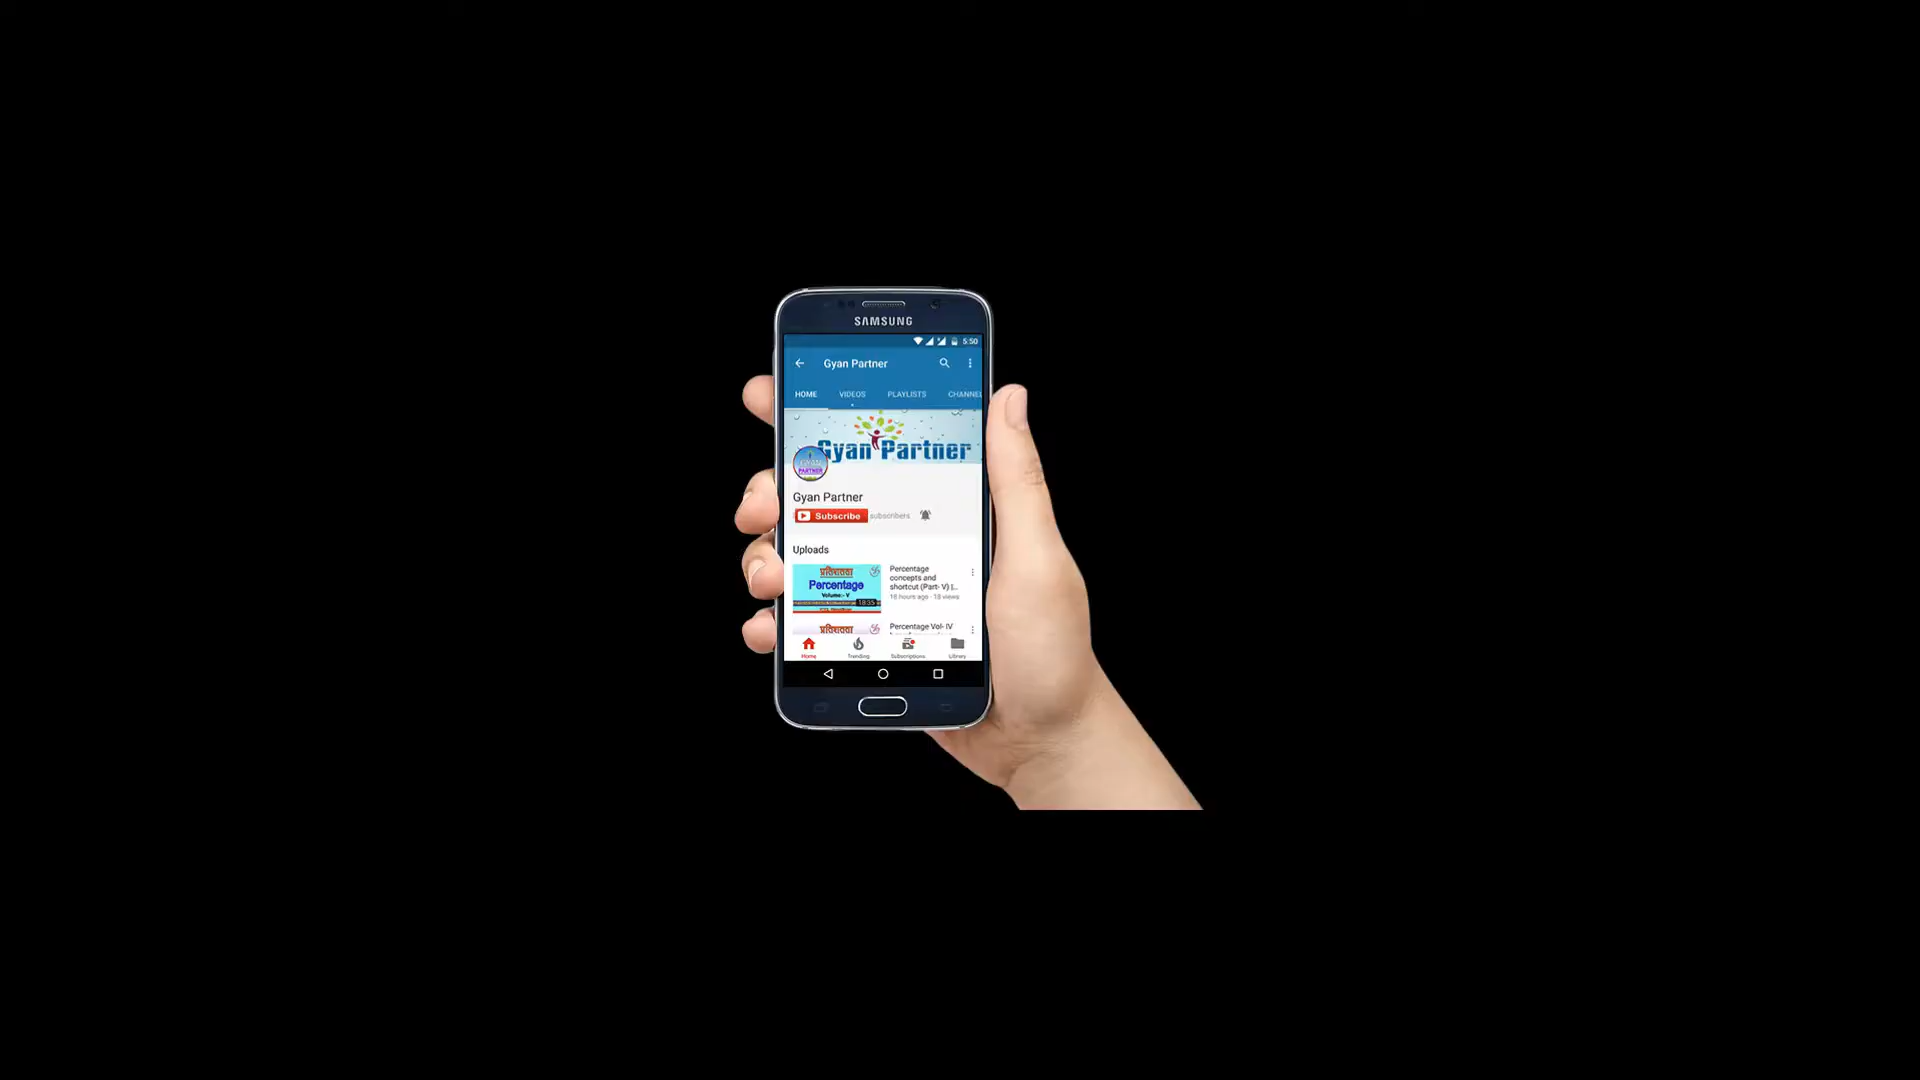 SAMSUNG
5:50
Gyan Partner
HOME VIDEOS PLAYLISTS CHANNEL
Gyan Partner
GYAN
PARTNER
Gyan Partner
Subscribe subscribers
Uploads
प्रतिशतता
Percentage
Volume:- V
18:35
Percentage
concepts and
shortcut (Part- V) |...
18 hours ago · 18 views
प्रतिशतता
Percentage Vol- IV
Home Trending Subscriptions Library